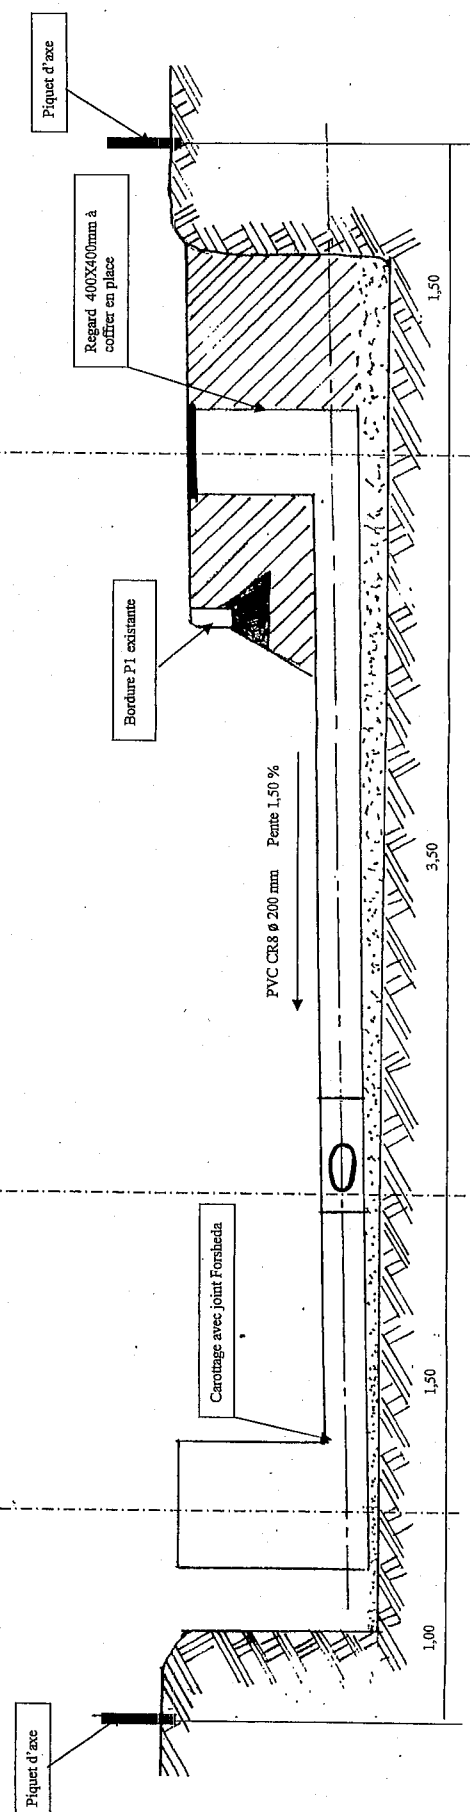 Piquet d'axe
Carottage avec joint Forsheda
PVC CR8 ø 200 mm Pente 1,50 %
Bordure P1 existante
Regard 400X400mm à
coffrer en place
Piquet d'axe
1,00
1,50
3,50
1,50